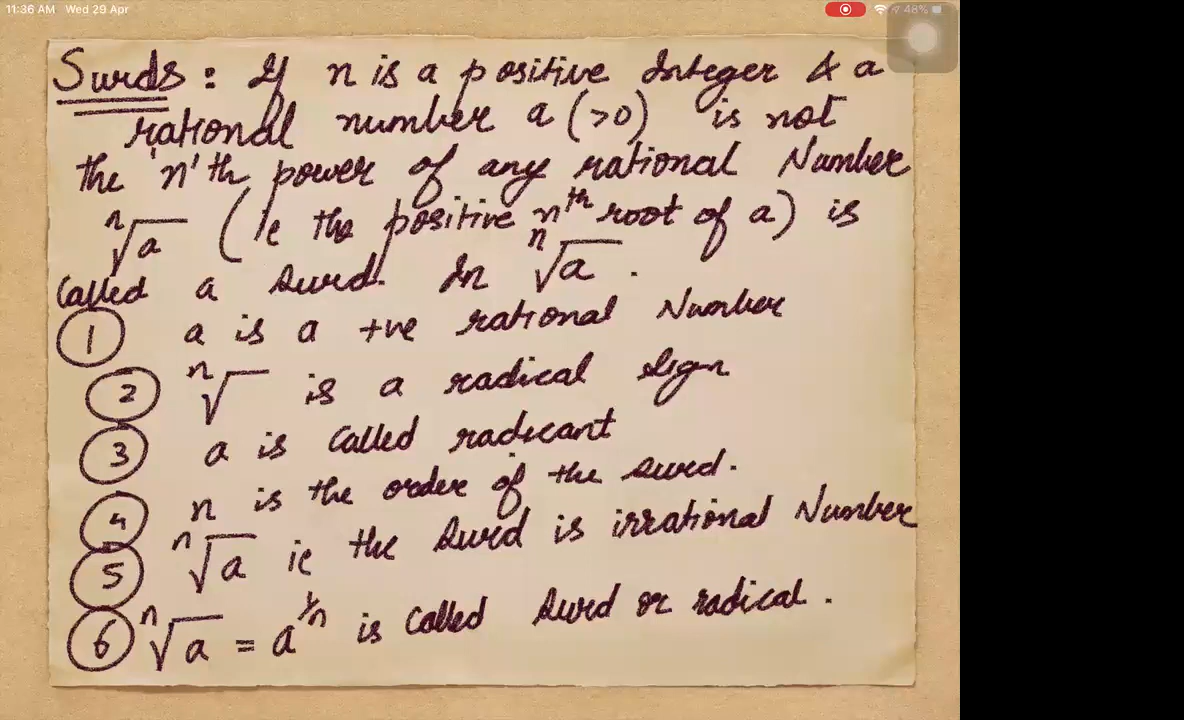 11:36 AM Wed 29 Apr
48%
Surds : If n is a positive Integer & a
rational number a (>0) is not
the 'n'th power of any rational Number
ⁿ√a (ie the positive nᵗʰ root of a) is
Called a surd. In ⁿ√a .
① a is a +ve rational Number
② ⁿ√ is a radical sign
③ a is called radicant
④ n is the order of the surd.
⑤ ⁿ√a ie the surd is irrational Number
⑥ ⁿ√a = a^1/n is called surd or radical .